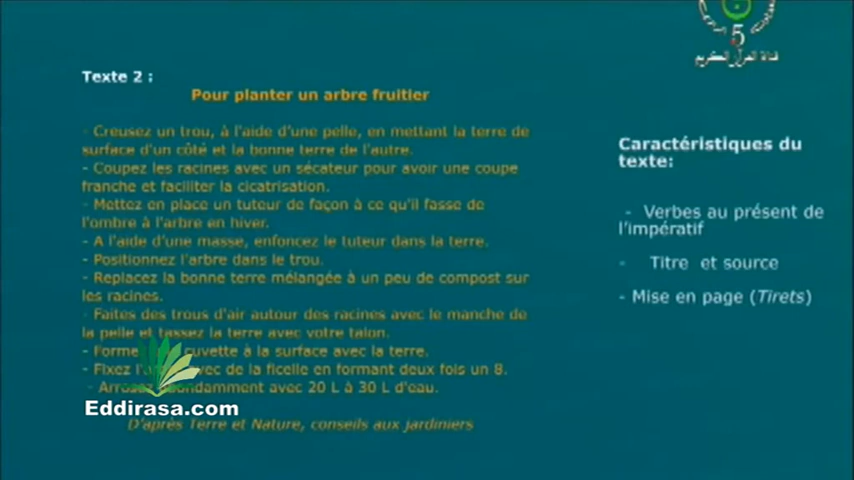 5
قناة القرآن الكريم
Texte 2 :
Pour planter un arbre fruitier
- Creusez un trou, à l'aide d'une pelle, en mettant la terre de
surface d'un côté et la bonne terre de l'autre.
- Coupez les racines avec un sécateur pour avoir une coupe
franche et faciliter la cicatrisation.
- Mettez en place un tuteur de façon à ce qu'il fasse de
l'ombre à l'arbre en hiver.
- A l'aide d'une masse, enfoncez le tuteur dans la terre.
- Positionnez l'arbre dans le trou.
- Replacez la bonne terre mélangée à un peu de compost sur
les racines.
- Faites des trous d'air autour des racines avec le manche de
la pelle et tassez la terre avec votre talon.
- Forme cuvette à la surface avec la terre.
- Fixez avec de la ficelle en formant deux fois un 8.
- Arrosez abondamment avec 20 L à 30 L d'eau.
D'après Terre et Nature, conseils aux jardiniers
Caractéristiques du
texte:
- Verbes au présent de
l'impératif
- Titre et source
- Mise en page (Tirets)
Eddirasa.com